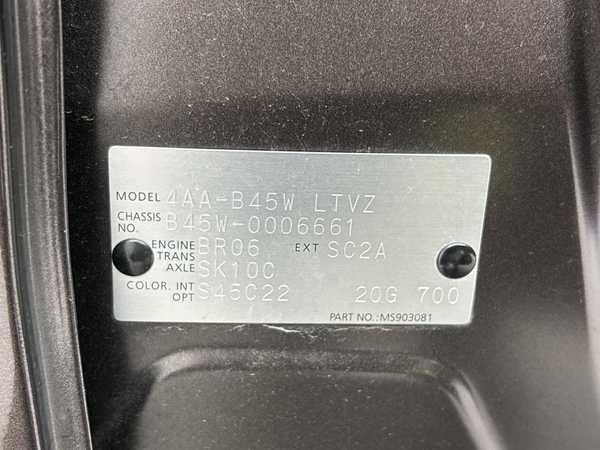 MODEL 4AA-B45W LTVZ
CHASSIS NO. B45W-0006661
ENGINE BR06 EXT SC2A
TRANS AXLE SK10C
COLOR. INT OPT S45C22 20G 700
PART NO.:MS903081